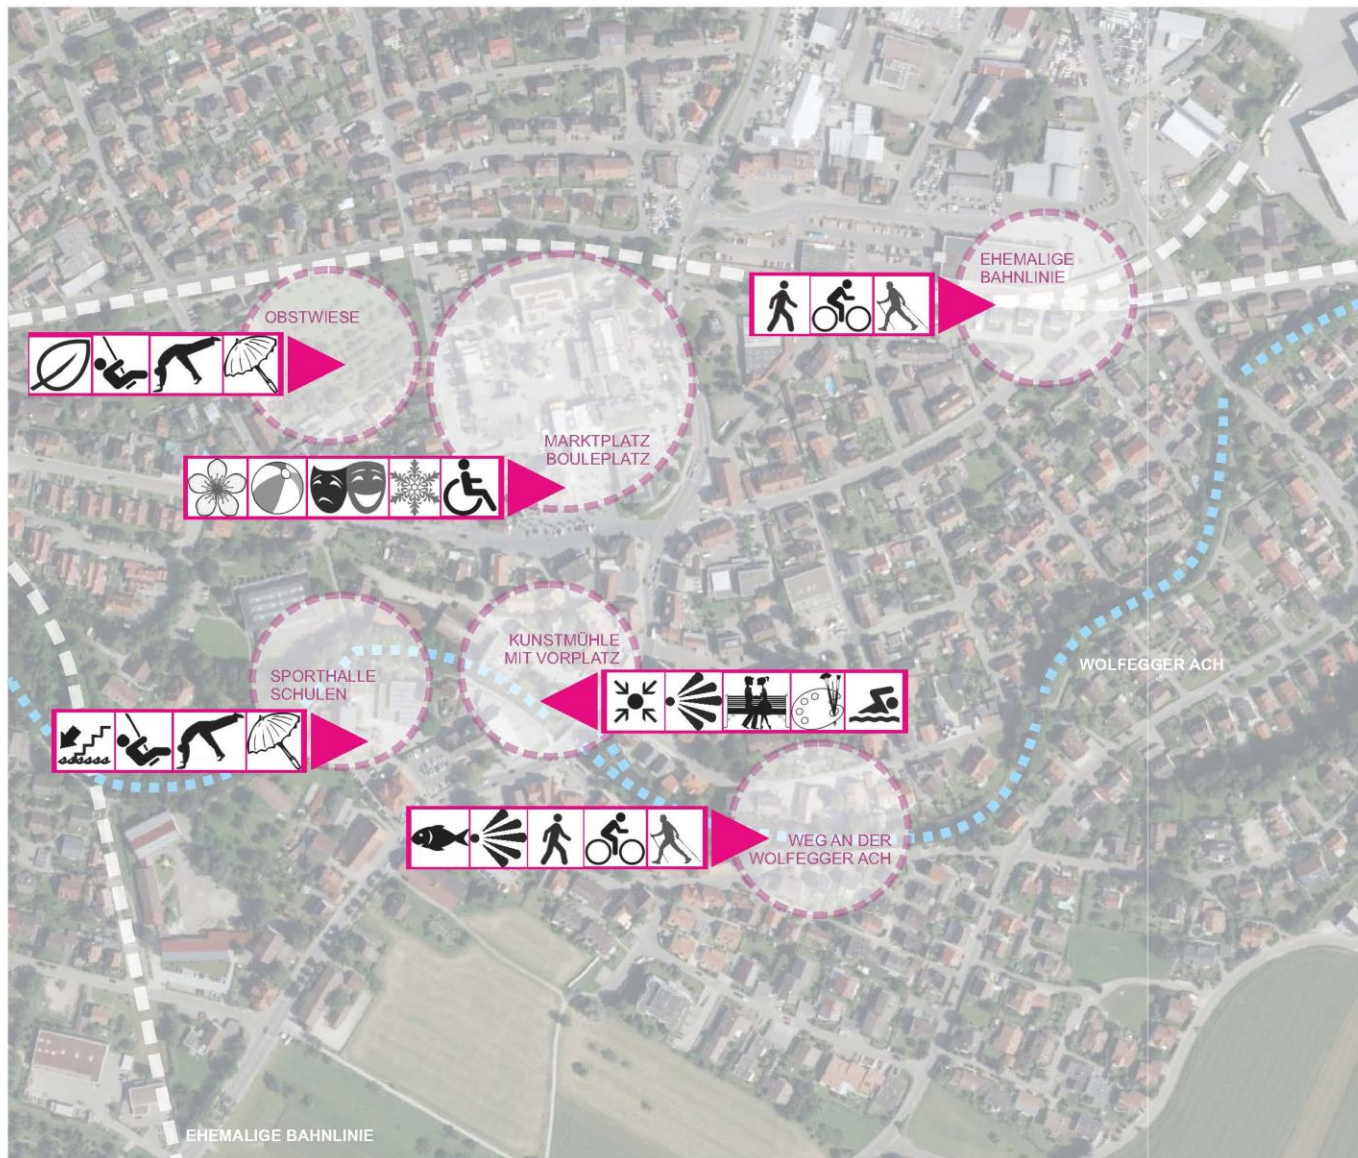 EHEMALIGE
BAHNLINIE
OBSTWIESE
MARKTPLATZ
BOULEPLATZ
KUNSTMÜHLE
MIT VORPLATZ
SPORTHALLE
SCHULEN
WOLFEGGER ACH
WEG AN DER
WOLFEGGER ACH
EHEMALIGE BAHNLINIE